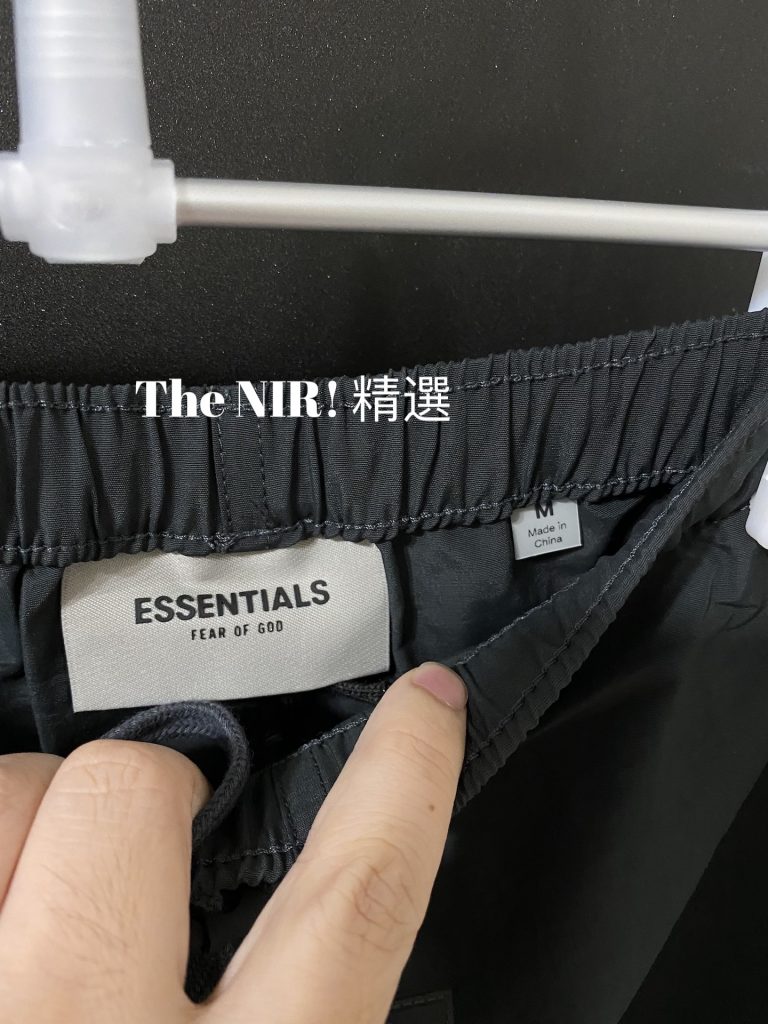 The NIR! 精選
M
Made in
China
ESSENTIALS
FEAR OF GOD